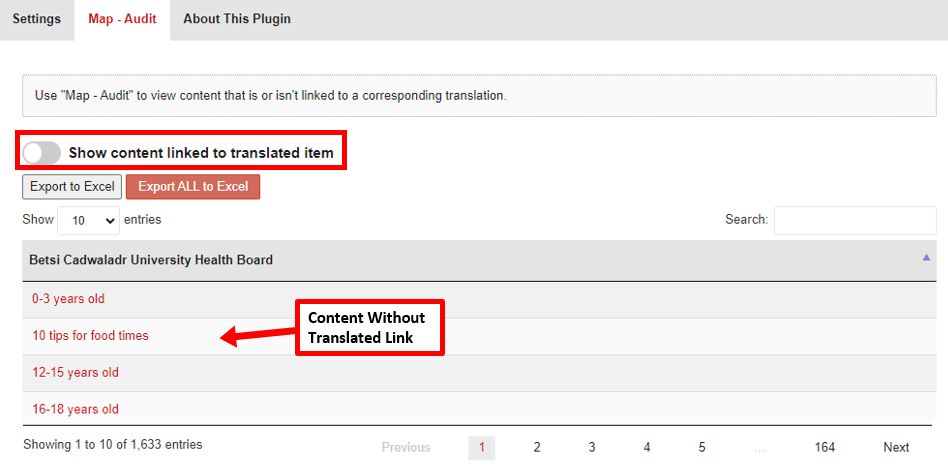 Settings Map - Audit About This Plugin
Use "Map - Audit" to view content that is or isn't linked to a corresponding translation.
Show content linked to translated item
Export to Excel Export ALL to Excel
Show 10 entries Search:
Betsi Cadwaladr University Health Board
0-3 years old
10 tips for food times
Content Without
Translated Link
12-15 years old
16-18 years old
Showing 1 to 10 of 1,633 entries Previous 1 2 3 4 5 ... 164 Next